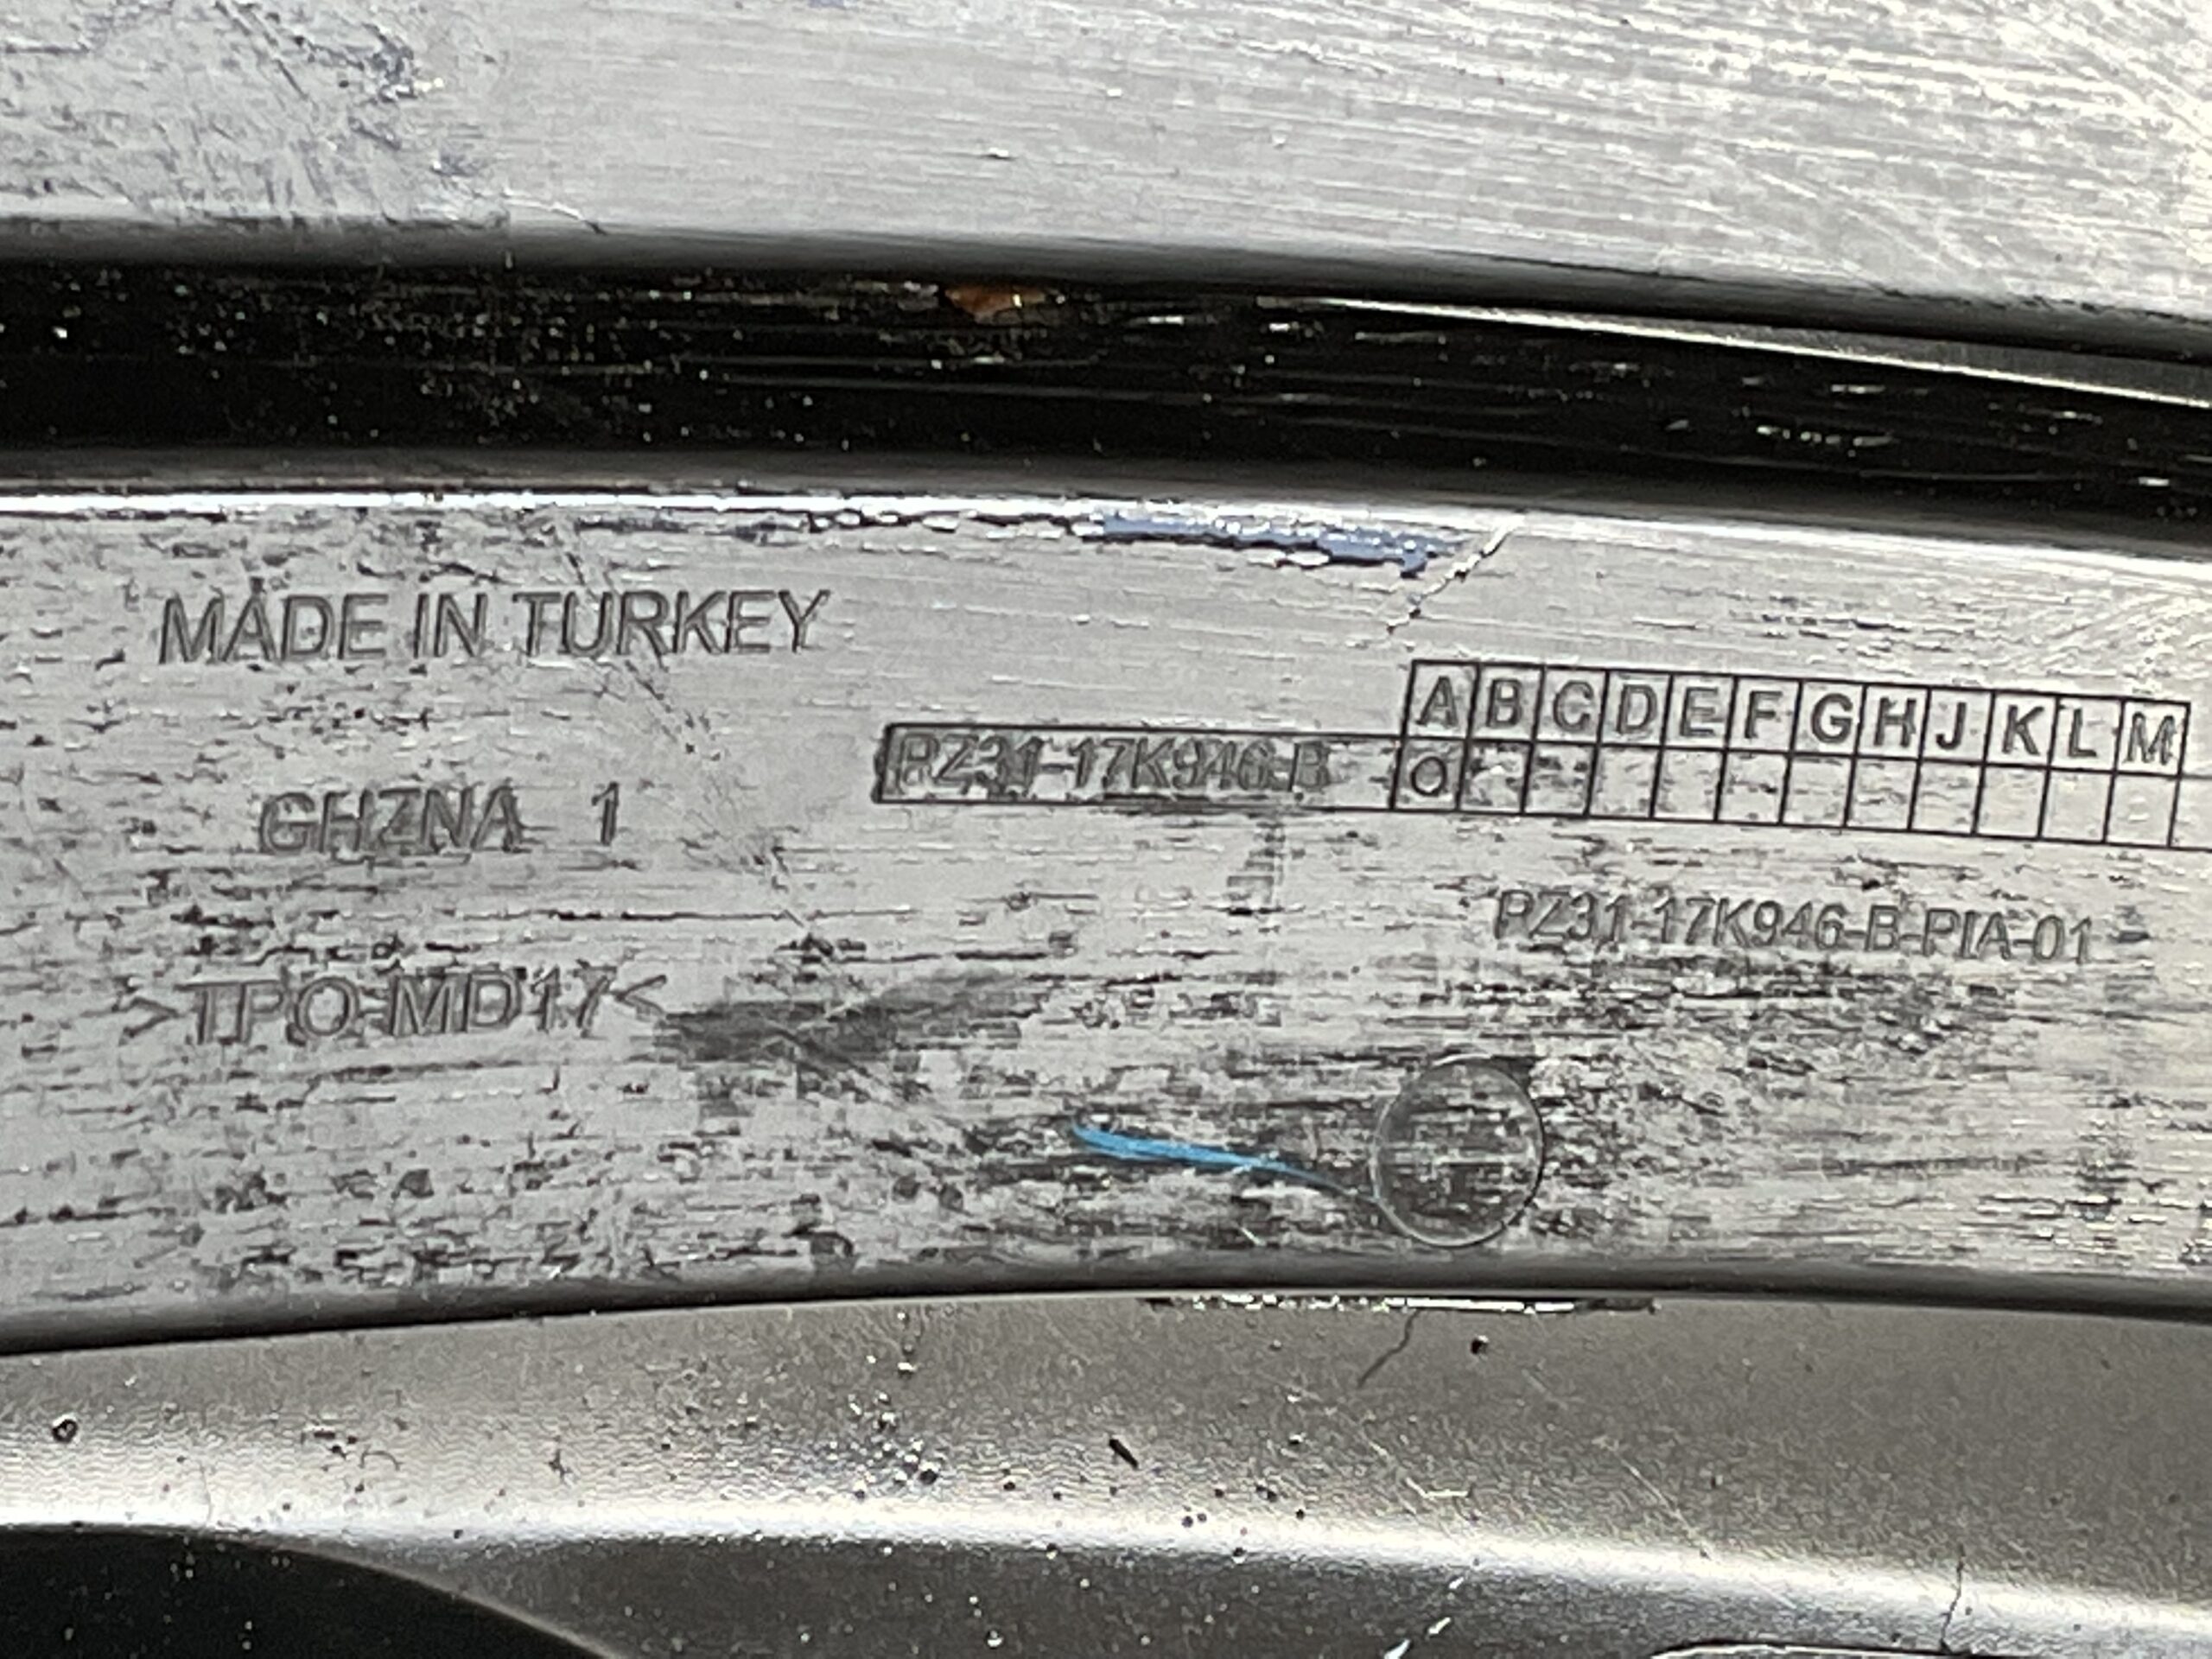 MADE IN TURKEY
GHZNA 1
>TPO-MD17<
A B C D E F G H J K L M
PZ31-17K946-B O
PZ31-17K946-B-PIA-01